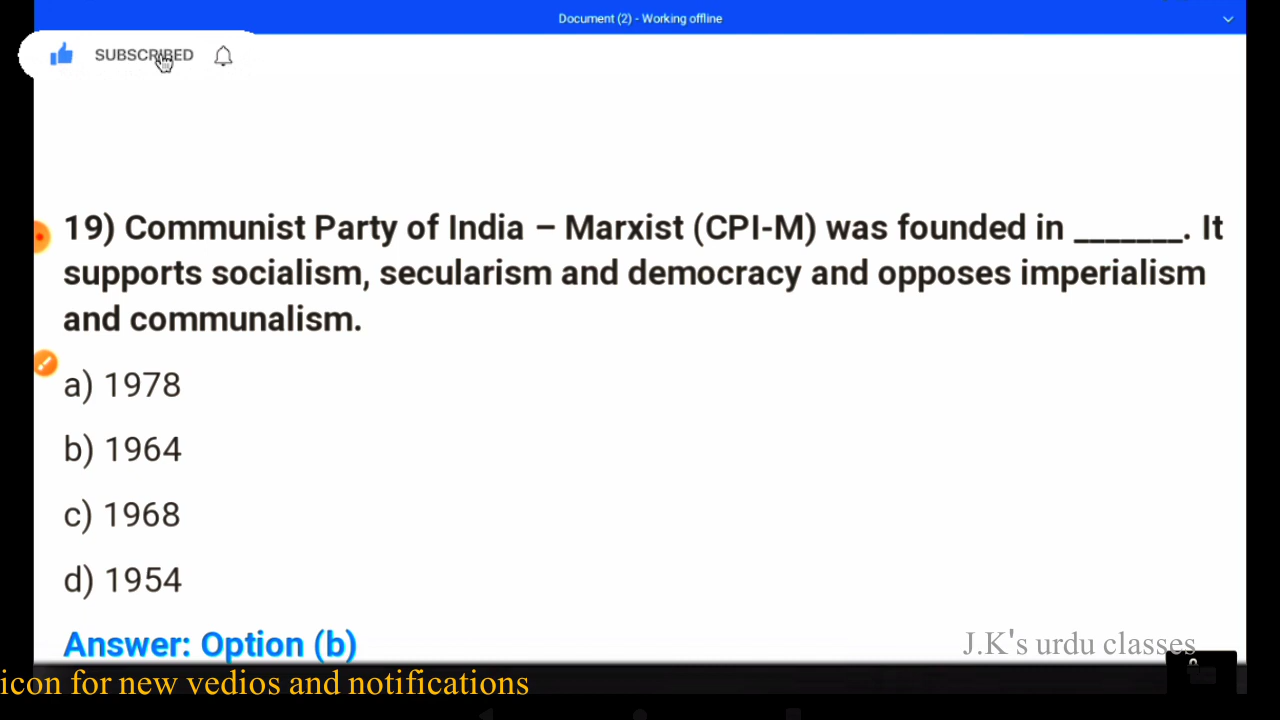 Document (2) - Working offline
SUBSCRIBED
19) Communist Party of India – Marxist (CPI-M) was founded in _______. It
supports socialism, secularism and democracy and opposes imperialism
and communalism.
a) 1978
b) 1964
c) 1968
d) 1954
Answer: Option (b)
J.K's urdu classes
icon for new vedios and notifications